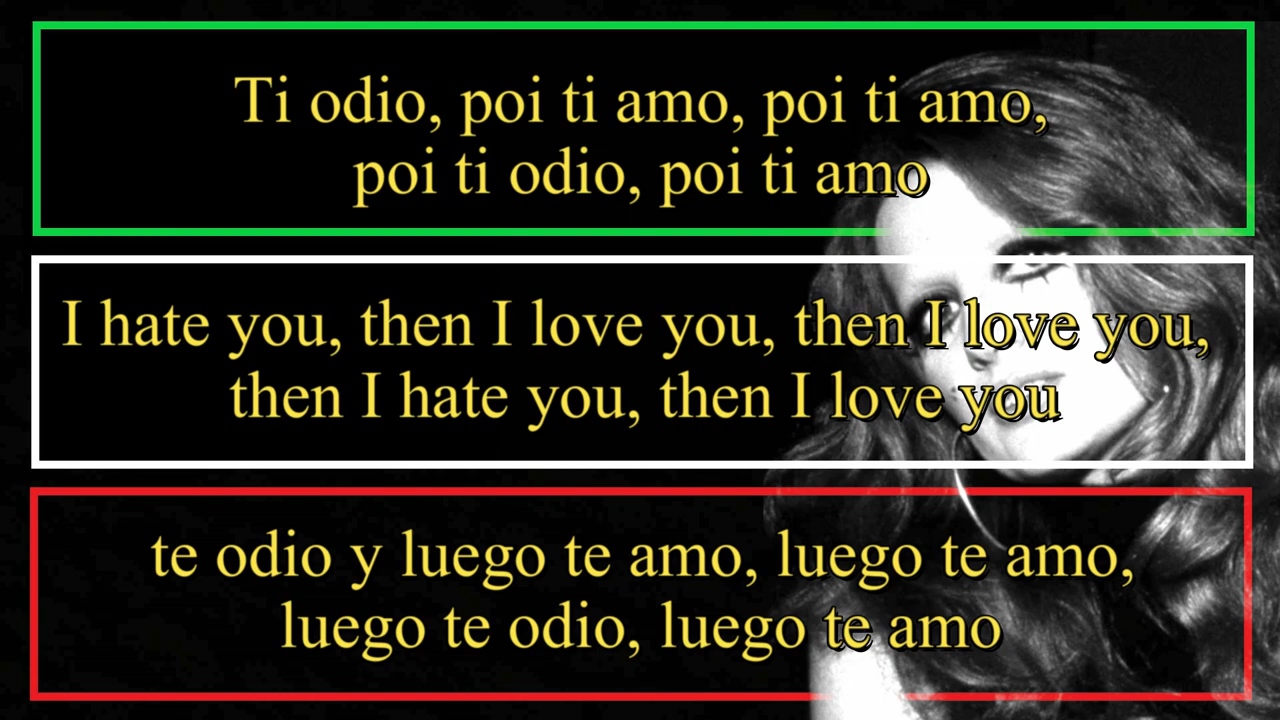 Ti odio, poi ti amo, poi ti amo,
poi ti odio, poi ti amo
I hate you, then I love you, then I love you,
then I hate you, then I love you
te odio y luego te amo, luego te amo,
luego te odio, luego te amo